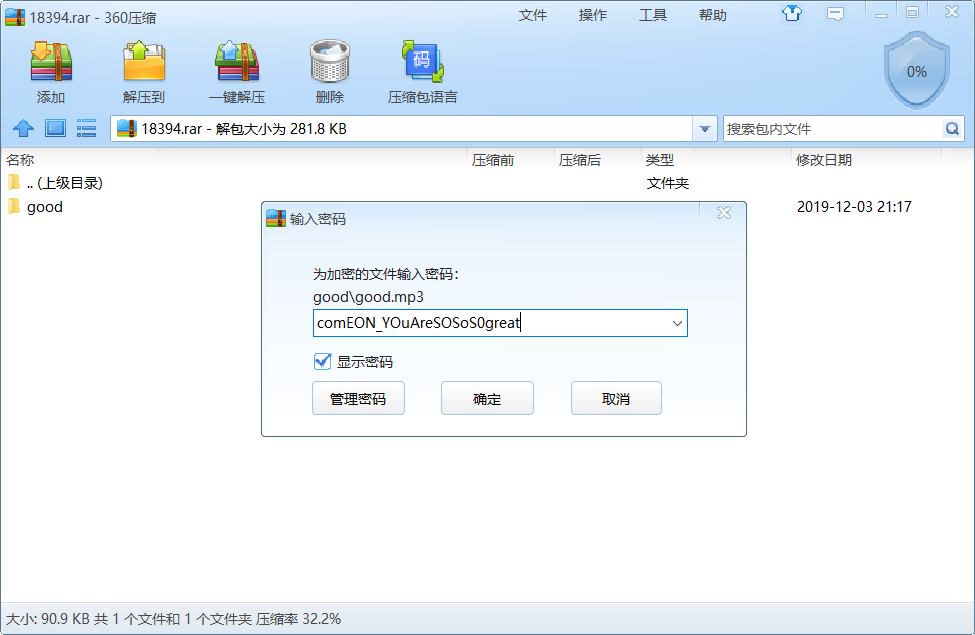 18394.rar - 360压缩 文件 操作 工具 帮助
添加 解压到 一键解压 删除 压缩包语言 0%
18394.rar - 解包大小为 281.8 KB 搜索包内文件
名称 压缩前 压缩后 类型 修改日期
.. (上级目录) 文件夹
good 2019-12-03 21:17
输入密码
为加密的文件输入密码:
good\good.mp3
comEON_YOuAreSOSoS0great
显示密码
管理密码 确定 取消
大小: 90.9 KB 共 1 个文件和 1 个文件夹 压缩率 32.2%